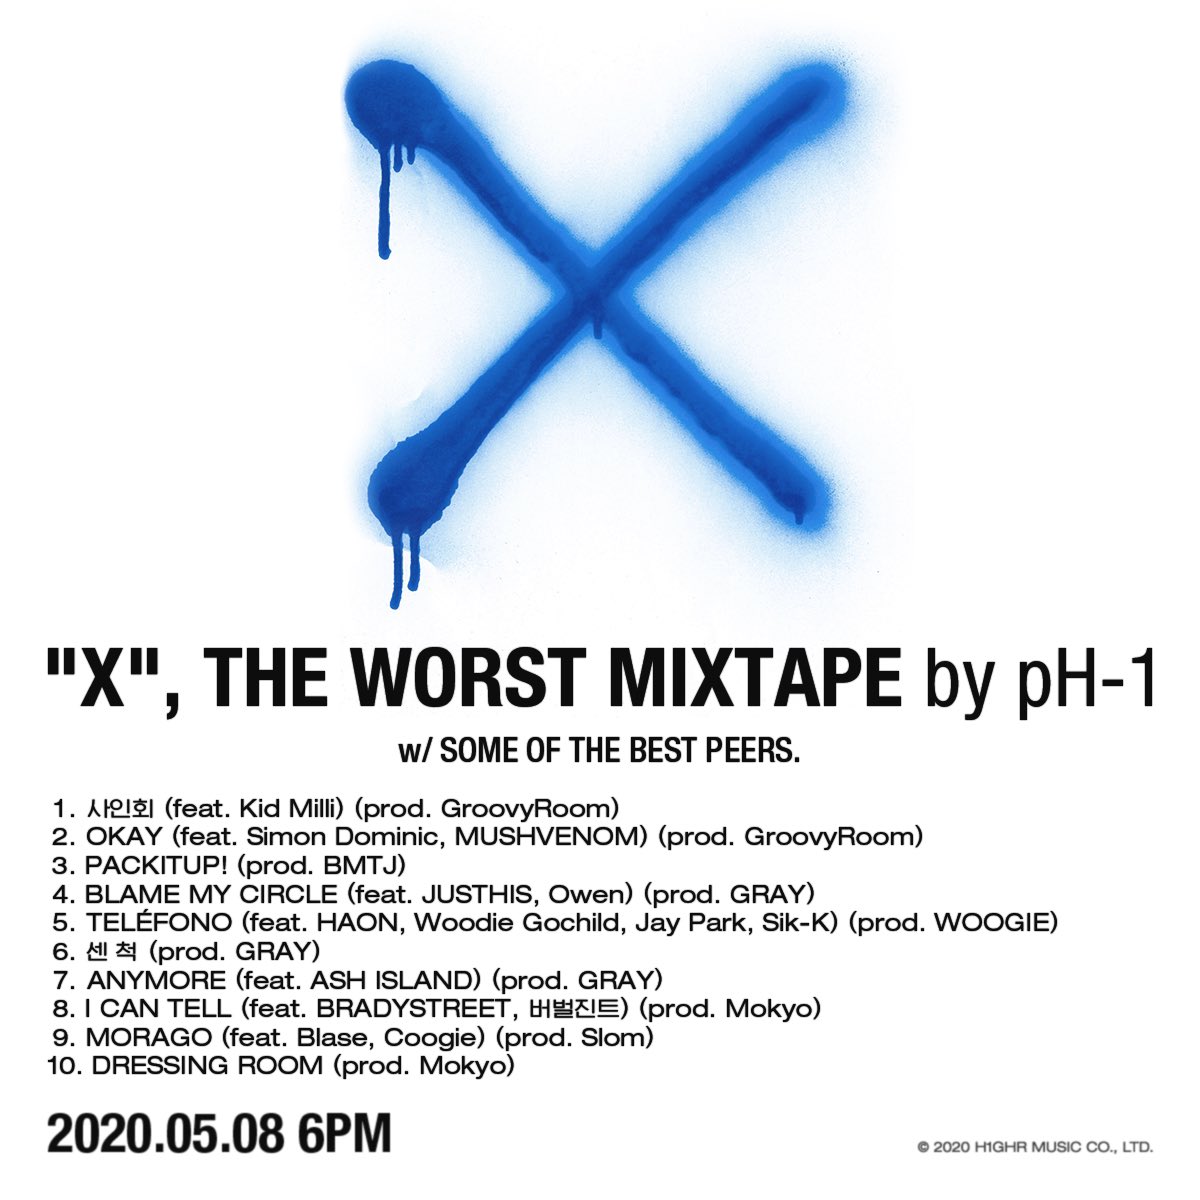 "X", THE WORST MIXTAPE by pH-1
w/ SOME OF THE BEST PEERS.
1. 사인회 (feat. Kid Milli) (prod. GroovyRoom)
2. OKAY (feat. Simon Dominic, MUSHVENOM) (prod. GroovyRoom)
3. PACKITUP! (prod. BMTJ)
4. BLAME MY CIRCLE (feat. JUSTHIS, Owen) (prod. GRAY)
5. TELÉFONO (feat. HAON, Woodie Gochild, Jay Park, Sik-K) (prod. WOOGIE)
6.센 척 (prod. GRAY)
7. ANYMORE (feat. ASH ISLAND) (prod. GRAY)
8. I CAN TELL (feat. BRADYSTREET, 버벌진트) (prod. Mokyo)
9. MORAGO (feat. Blase, Coogie) (prod. Slom)
10. DRESSING ROOM (prod. Mokyo)
2020.05.08 6PM
© 2020 H1GHR MUSIC CO., LTD.